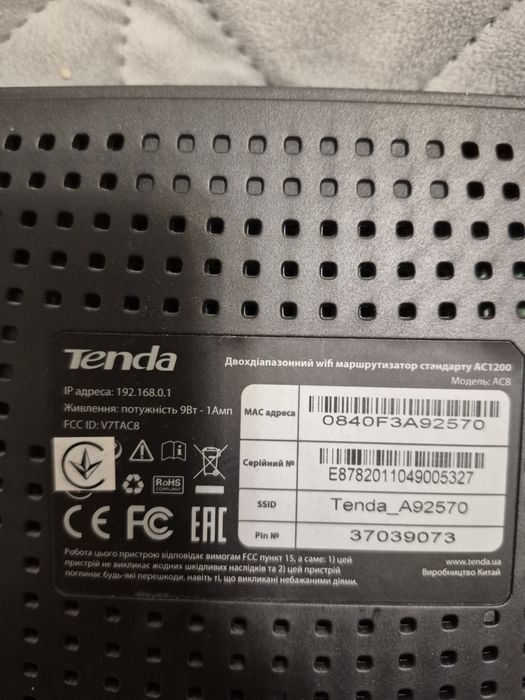 Tenda
Двохдіапазонний wifi маршрутизатор стандарту AC1200
Модель: AC8
IP адреса: 192.168.0.1
Живлення: потужність 9Вт - 1Амп
FCC ID: V7TAC8
MAC адреса
0840F3A92570
Серійний №
E8782011049005327
SSID
Tenda_A92570
Pin №
37039073
RoHS
COMPLIANT
CE FC EAC
Робота цього пристрою відповідає вимогам FCC пункт 15, а саме: 1) цей
пристрій не викликає жодних шкідливих наслідків та 2) цей пристрій
поглинає будь-які перешкоди, навіть ті, що викликані небажаними діями.
www.tenda.ua
Виробництво Китай